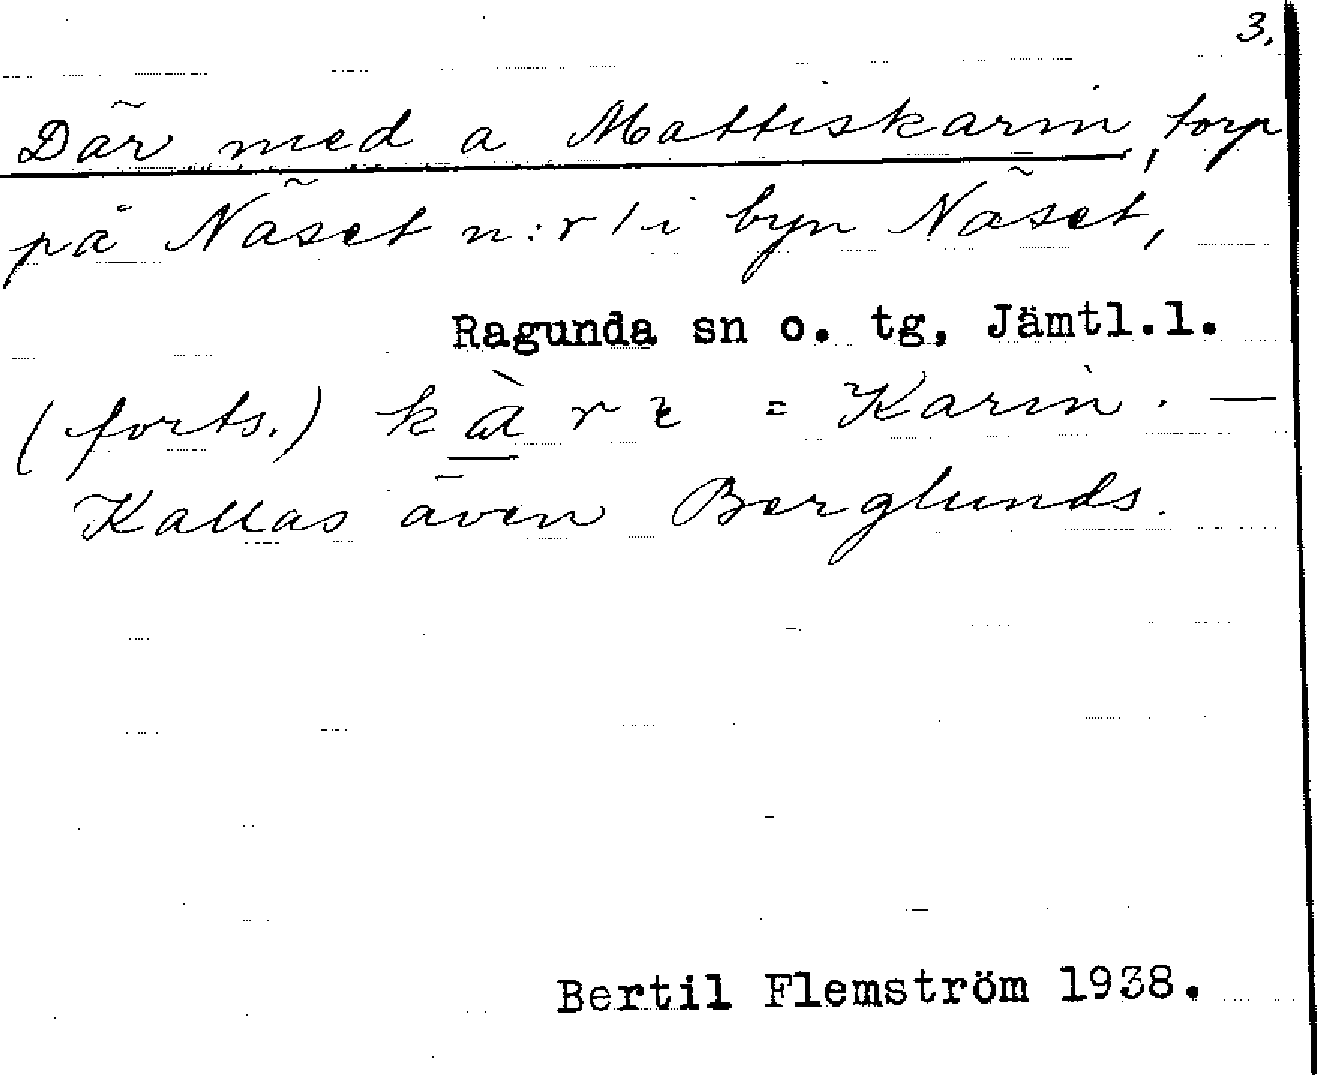 3.
Där med a Mattiskarin, torp
på Näset n:r 1 i byn Näset,
Ragunda sn o. tg, Jämtl.l.
(forts.) = Karin. —
Kallas även Berglunds.
Bertil Flemström 1938.